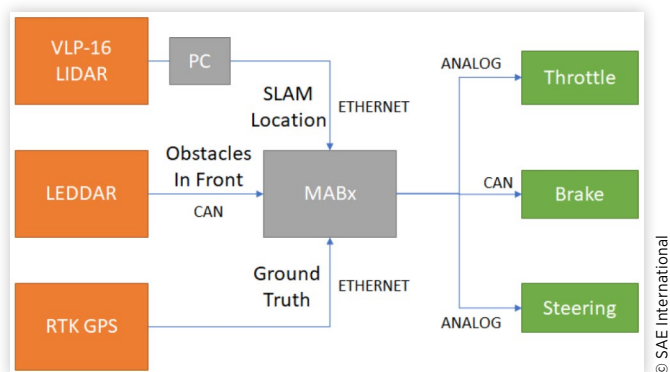 VLP-16
LIDAR
PC
SLAM
Location
ETHERNET
ANALOG
Throttle
LEDDAR
Obstacles
In Front
CAN
MABx
CAN
Brake
RTK GPS
Ground
Truth
ETHERNET
ANALOG
Steering
© SAE International